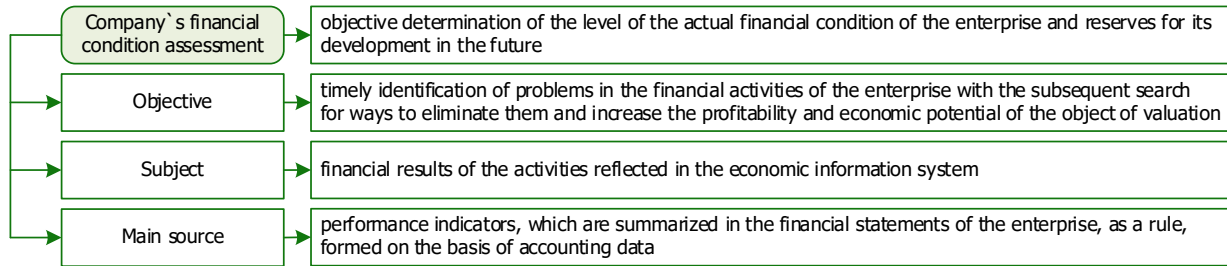 Company`s financial
condition assessment
objective determination of the level of the actual financial condition of the enterprise and reserves for its
development in the future
Objective
timely identification of problems in the financial activities of the enterprise with the subsequent search
for ways to eliminate them and increase the profitability and economic potential of the object of valuation
Subject
financial results of the activities reflected in the economic information system
Main source
performance indicators, which are summarized in the financial statements of the enterprise, as a rule,
formed on the basis of accounting data